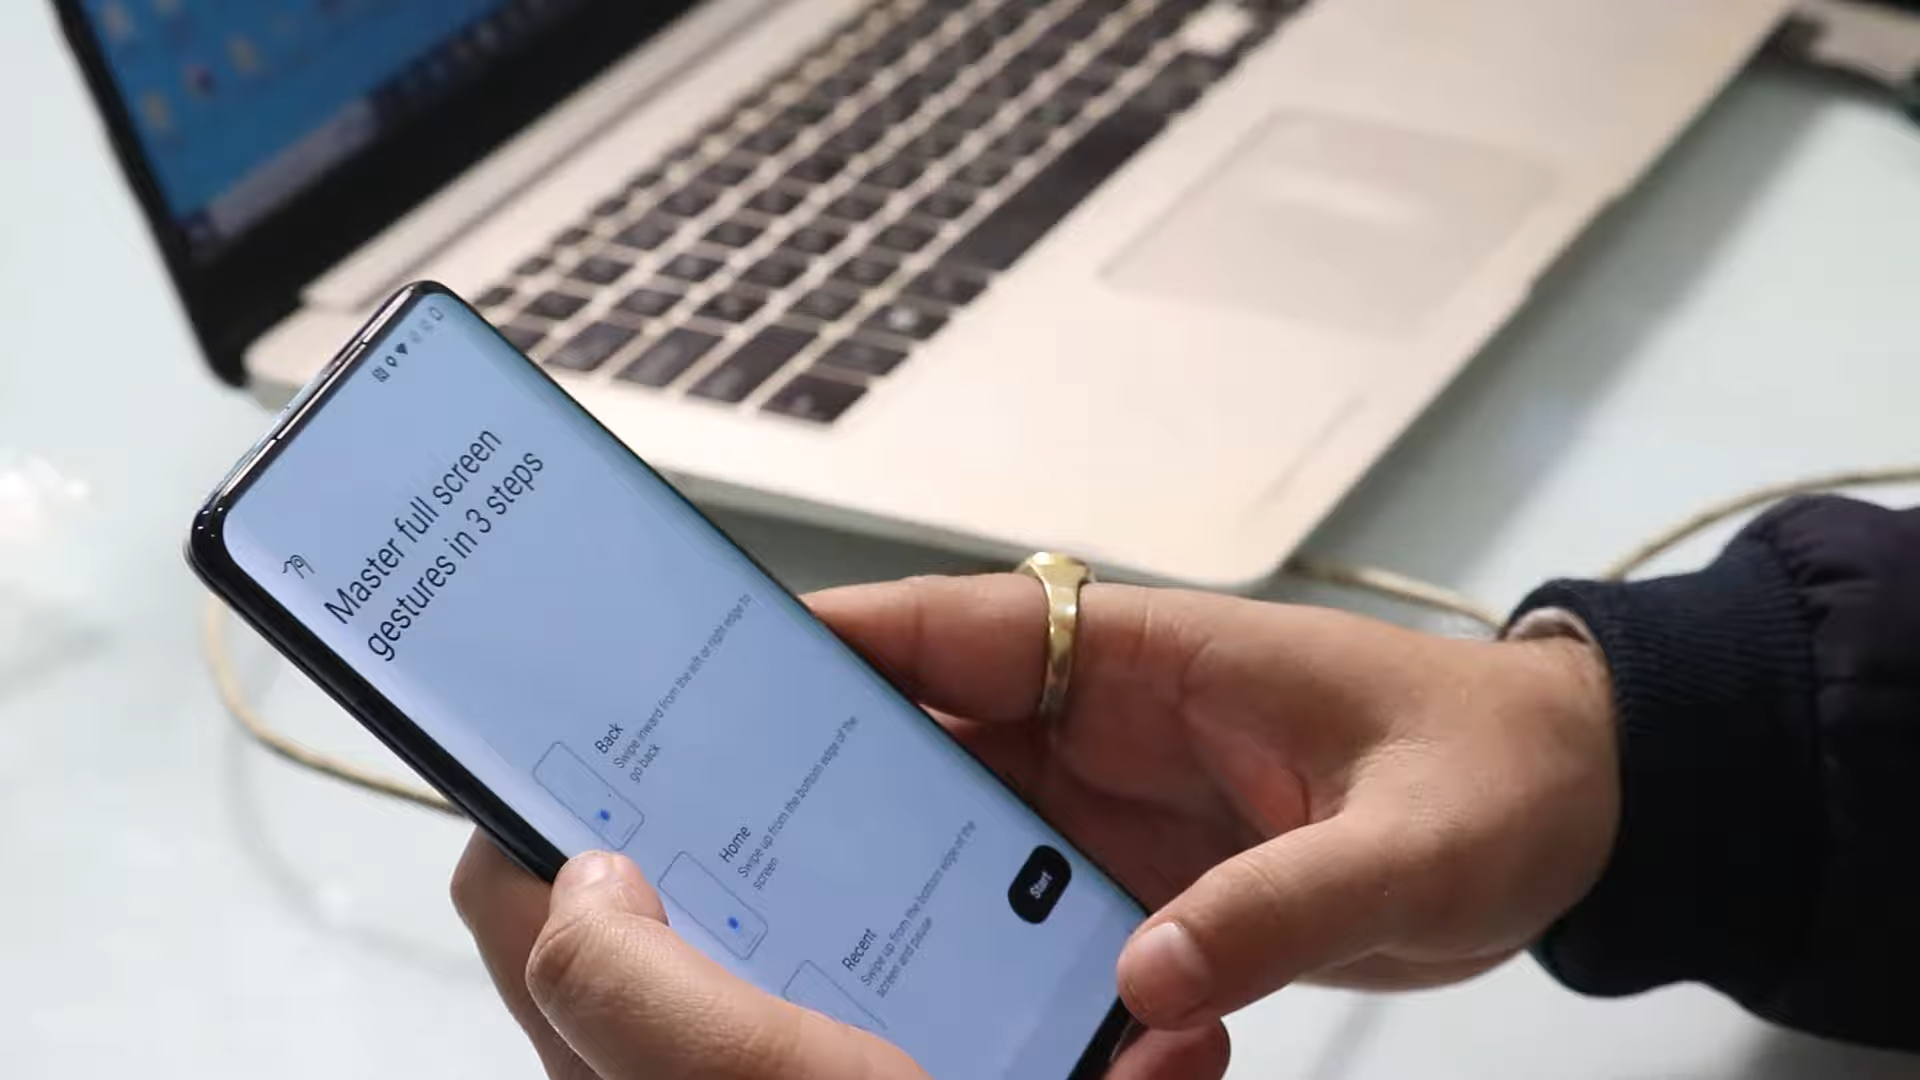 Master full screen
gestures in 3 steps
Back
Swipe inward from the left or right edge to
go back
Home
Swipe up from the bottom edge of the
screen
Recent
Swipe up from the bottom edge of the
screen and pause
Start